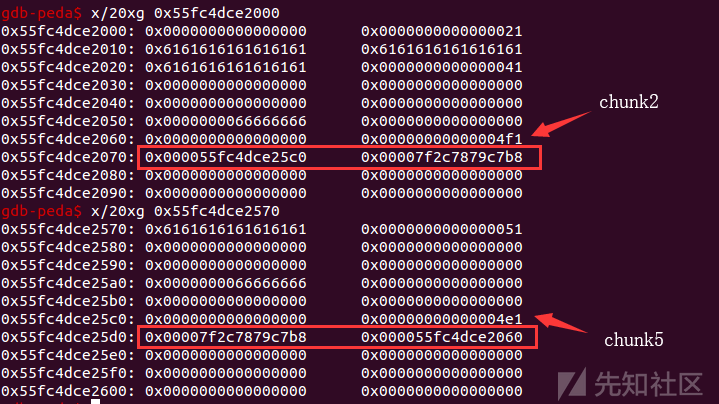 gdb-peda$ x/20xg 0x55fc4dce2000
0x55fc4dce2000: 0x0000000000000000 0x0000000000000021
0x55fc4dce2010: 0x6161616161616161 0x6161616161616161
0x55fc4dce2020: 0x6161616161616161 0x0000000000000041
0x55fc4dce2030: 0x0000000000000000 0x0000000000000000
0x55fc4dce2040: 0x0000000000000000 0x0000000000000000
0x55fc4dce2050: 0x0000000066666666 0x0000000000000000
0x55fc4dce2060: 0x0000000000000000 0x00000000000004f1
chunk2
0x55fc4dce2070: 0x000055fc4dce25c0 0x00007f2c7879c7b8
0x55fc4dce2080: 0x0000000000000000 0x0000000000000000
0x55fc4dce2090: 0x0000000000000000 0x0000000000000000
gdb-peda$ x/20xg 0x55fc4dce2570
0x55fc4dce2570: 0x6161616161616161 0x0000000000000051
0x55fc4dce2580: 0x0000000000000000 0x0000000000000000
0x55fc4dce2590: 0x0000000000000000 0x0000000000000000
0x55fc4dce25a0: 0x0000000066666666 0x0000000000000000
0x55fc4dce25b0: 0x0000000000000000 0x0000000000000000
0x55fc4dce25c0: 0x0000000000000000 0x00000000000004e1
chunk5
0x55fc4dce25d0: 0x00007f2c7879c7b8 0x000055fc4dce2060
0x55fc4dce25e0: 0x0000000000000000 0x0000000000000000
0x55fc4dce25f0: 0x0000000000000000 0x0000000000000000
0x55fc4dce2600: 0x0000000000000000 0x0000000000000000
先知社区